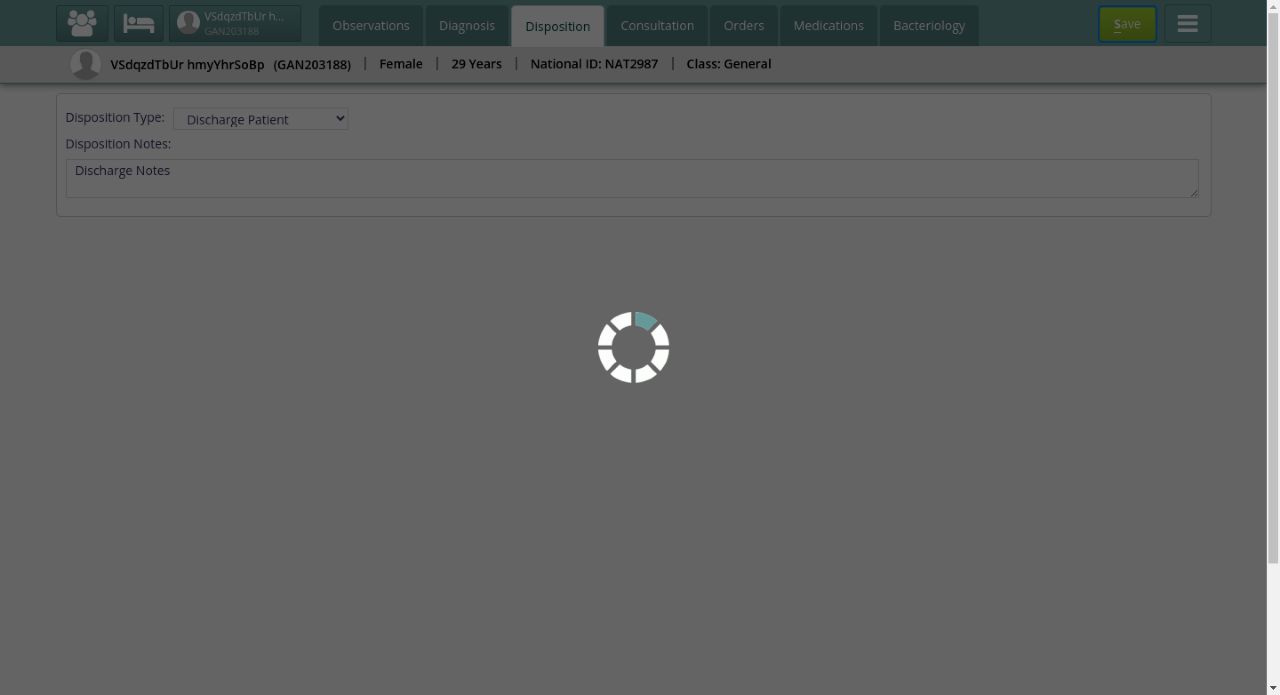 VSdqzdTbUr h...
GAN203188
Observations
Diagnosis
Disposition
Consultation
Orders
Medications
Bacteriology
Save
VSdqzdTbUr hmyYhrSoBp (GAN203188) | Female | 29 Years | National ID: NAT2987 | Class: General
Disposition Type: Discharge Patient
Disposition Notes:
Discharge Notes